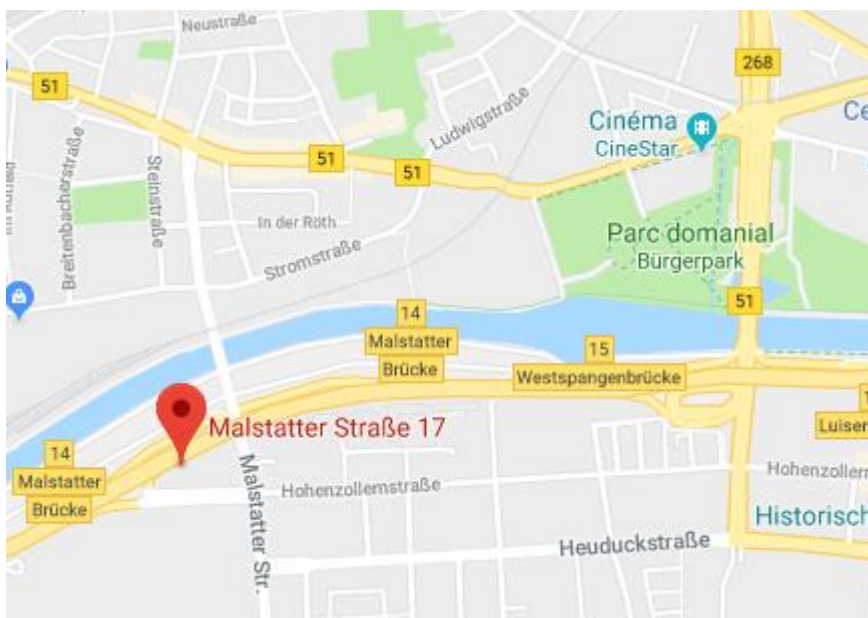 Neustraße
268
51
Ludwigstraße
Cinéma
CineStar
Ce
51
51
Steinstraße
Breitenbacherstraße
In der Röth
Stromstraße
Parc domanial
Bürgerpark
51
14
Malstatter
Brücke
15
Westspangenbrücke
Malstatter Straße 17
Luisen
14
Malstatter
Brücke
Malstatter Str.
Hohenzollernstraße
Hohenzollern
Historisch
Heuduckstraße